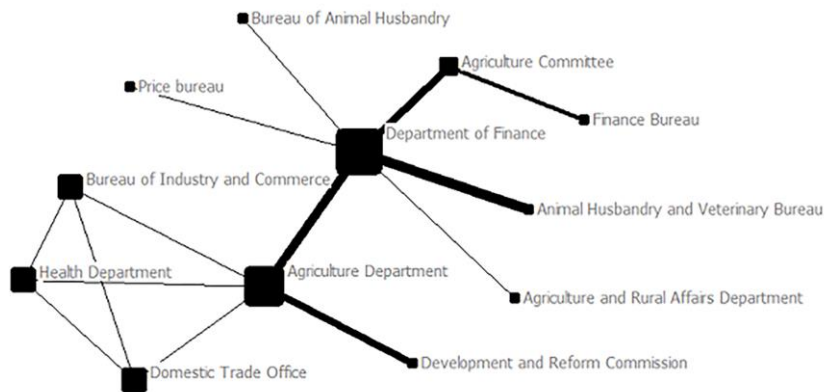 Bureau of Animal Husbandry
Agriculture Committee
Price bureau
Finance Bureau
Department of Finance
Bureau of Industry and Commerce
Animal Husbandry and Veterinary Bureau
Health Department
Agriculture Department
Agriculture and Rural Affairs Department
Development and Reform Commission
Domestic Trade Office